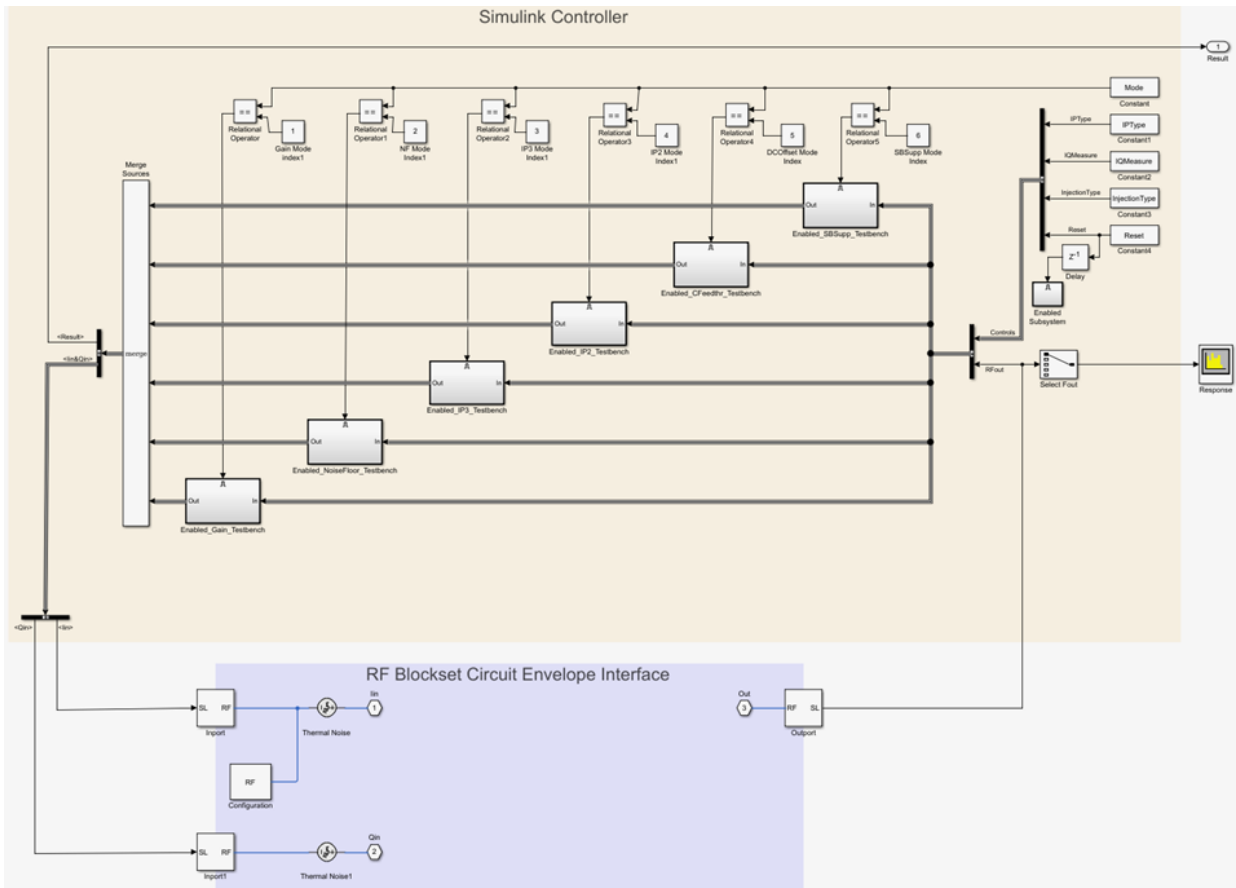 Simulink Controller
1
Result
Mode
Constant
==
Relational
Operator
1
Gain Mode
index1
==
Relational
Operator1
2
NF Mode
Index1
==
Relational
Operator2
3
IP3 Mode
Index1
==
Relational
Operator3
4
IP2 Mode
Index1
==
Relational
Operator4
5
DCOffset Mode
Index
==
Relational
Operator5
6
SBSupp Mode
Index
IPType
IPType
Constant1
IQMeasure
IQMeasure
Constant2
InjectionType
InjectionType
Constant3
Reset
Reset
Constant4
Z-1
Delay
Enabled
Subsystem
Merge
Sources
merge
Out
In
Enabled_SBSupp_Testbench
Out
In
Enabled_CFeedthr_Testbench
Out
In
Enabled_IP2_Testbench
Out
In
Enabled_IP3_Testbench
Out
In
Enabled_NoiseFloor_Testbench
Out
In
Enabled_Gain_Testbench
<Result>
<Iin&Qin>
Controls
RFout
Select Fout
Response
<Qin>
<Iin>
RF Blockset Circuit Envelope Interface
SL
RF
Inport
Thermal Noise
Iin
1
RF
Configuration
Out
3
RF
SL
Outport
SL
RF
Inport1
Thermal Noise1
Qin
2